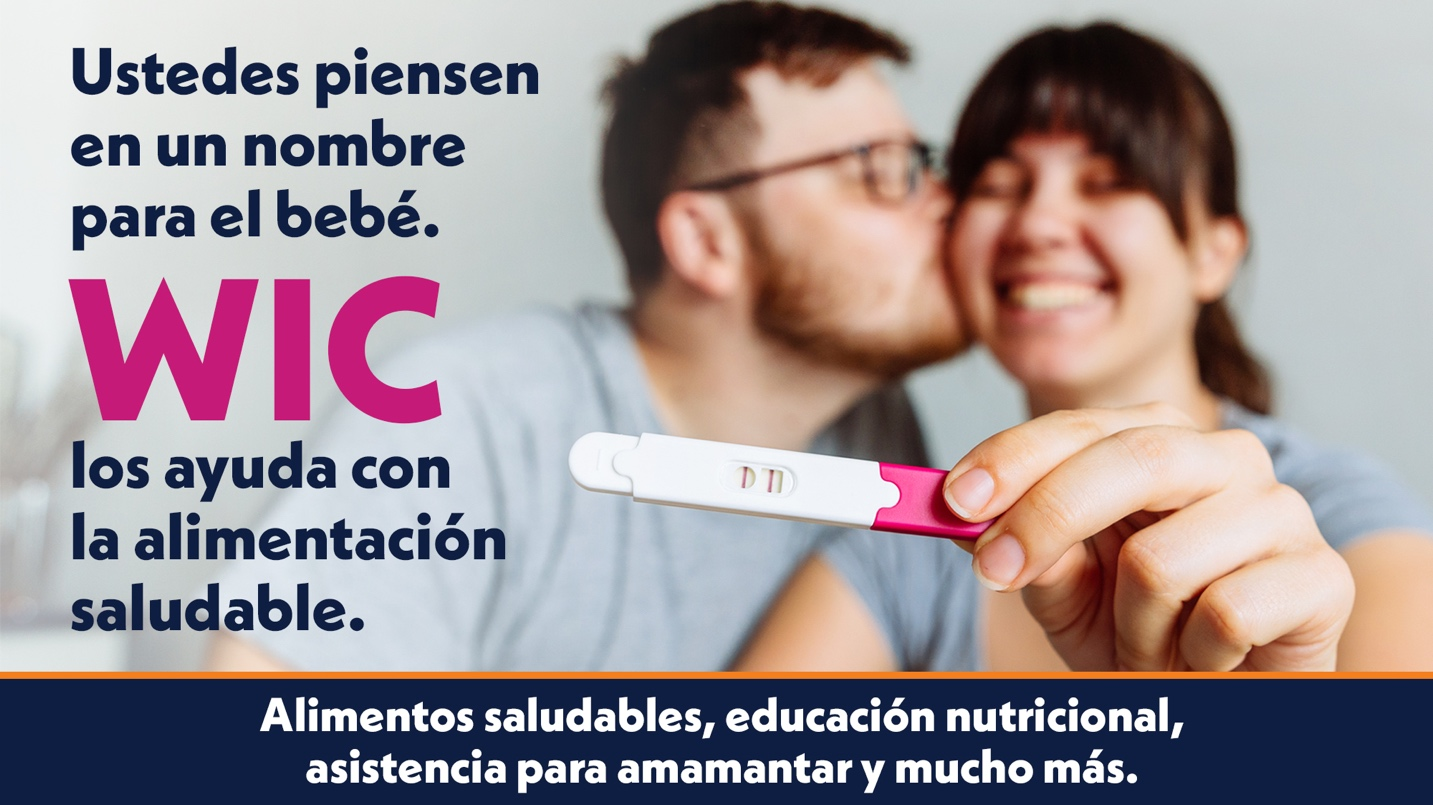 Ustedes piensen
en un nombre
para el bebé.
WIC
los ayuda con
la alimentación
saludable.
Alimentos saludables, educación nutricional,
asistencia para amamantar y mucho más.